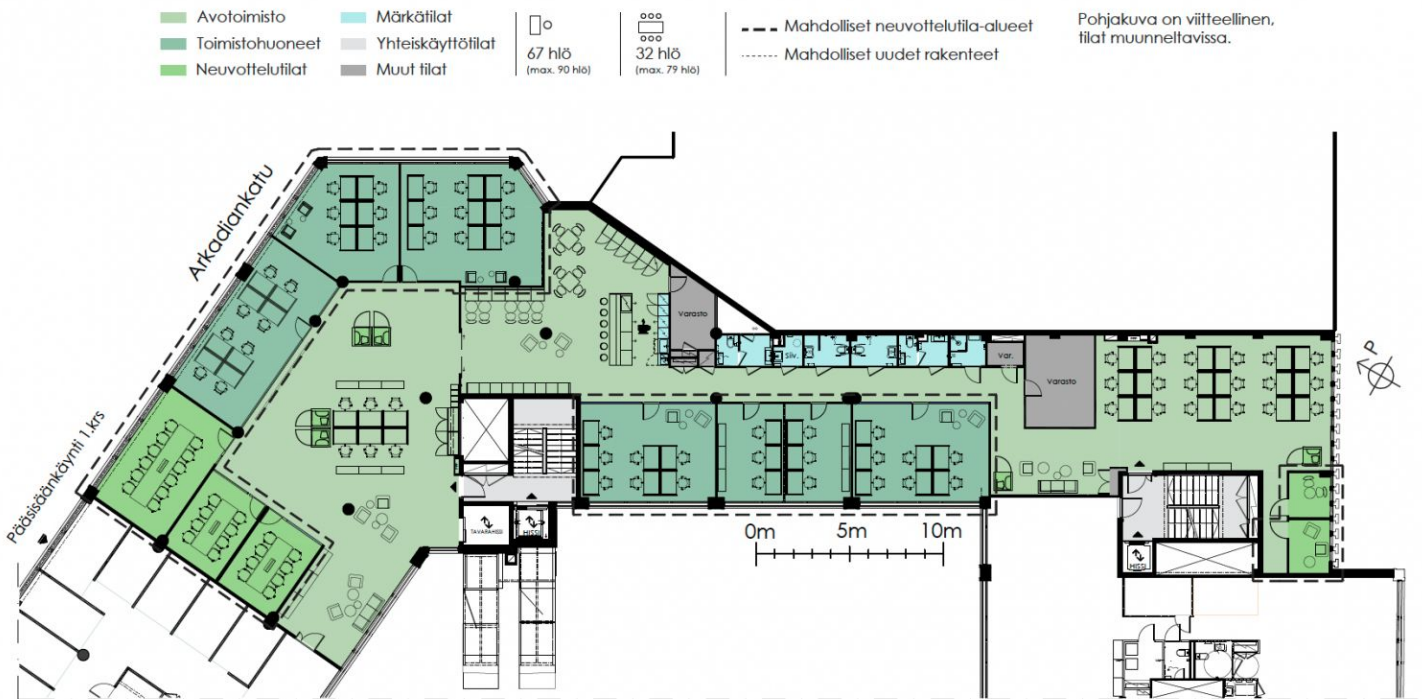 Avotoimisto
Toimistohuoneet
Neuvottelutilat
Märkätilat
Yhteiskäyttötilat
Muut tilat
67 hlö
(max. 90 hlö)
32 hlö
(max. 79 hlö)
Mahdolliset neuvottelutila-alueet
Mahdolliset uudet rakenteet
Pohjakuva on viitteellinen,
tilat muunneltavissa.
Arkadiankatu
Pääsisäänkäynti 1.krs
Varasto
Siiv.
Var.
Varasto
P
TAVARAHISSI
HISSI
0m 5m 10m
HISSI